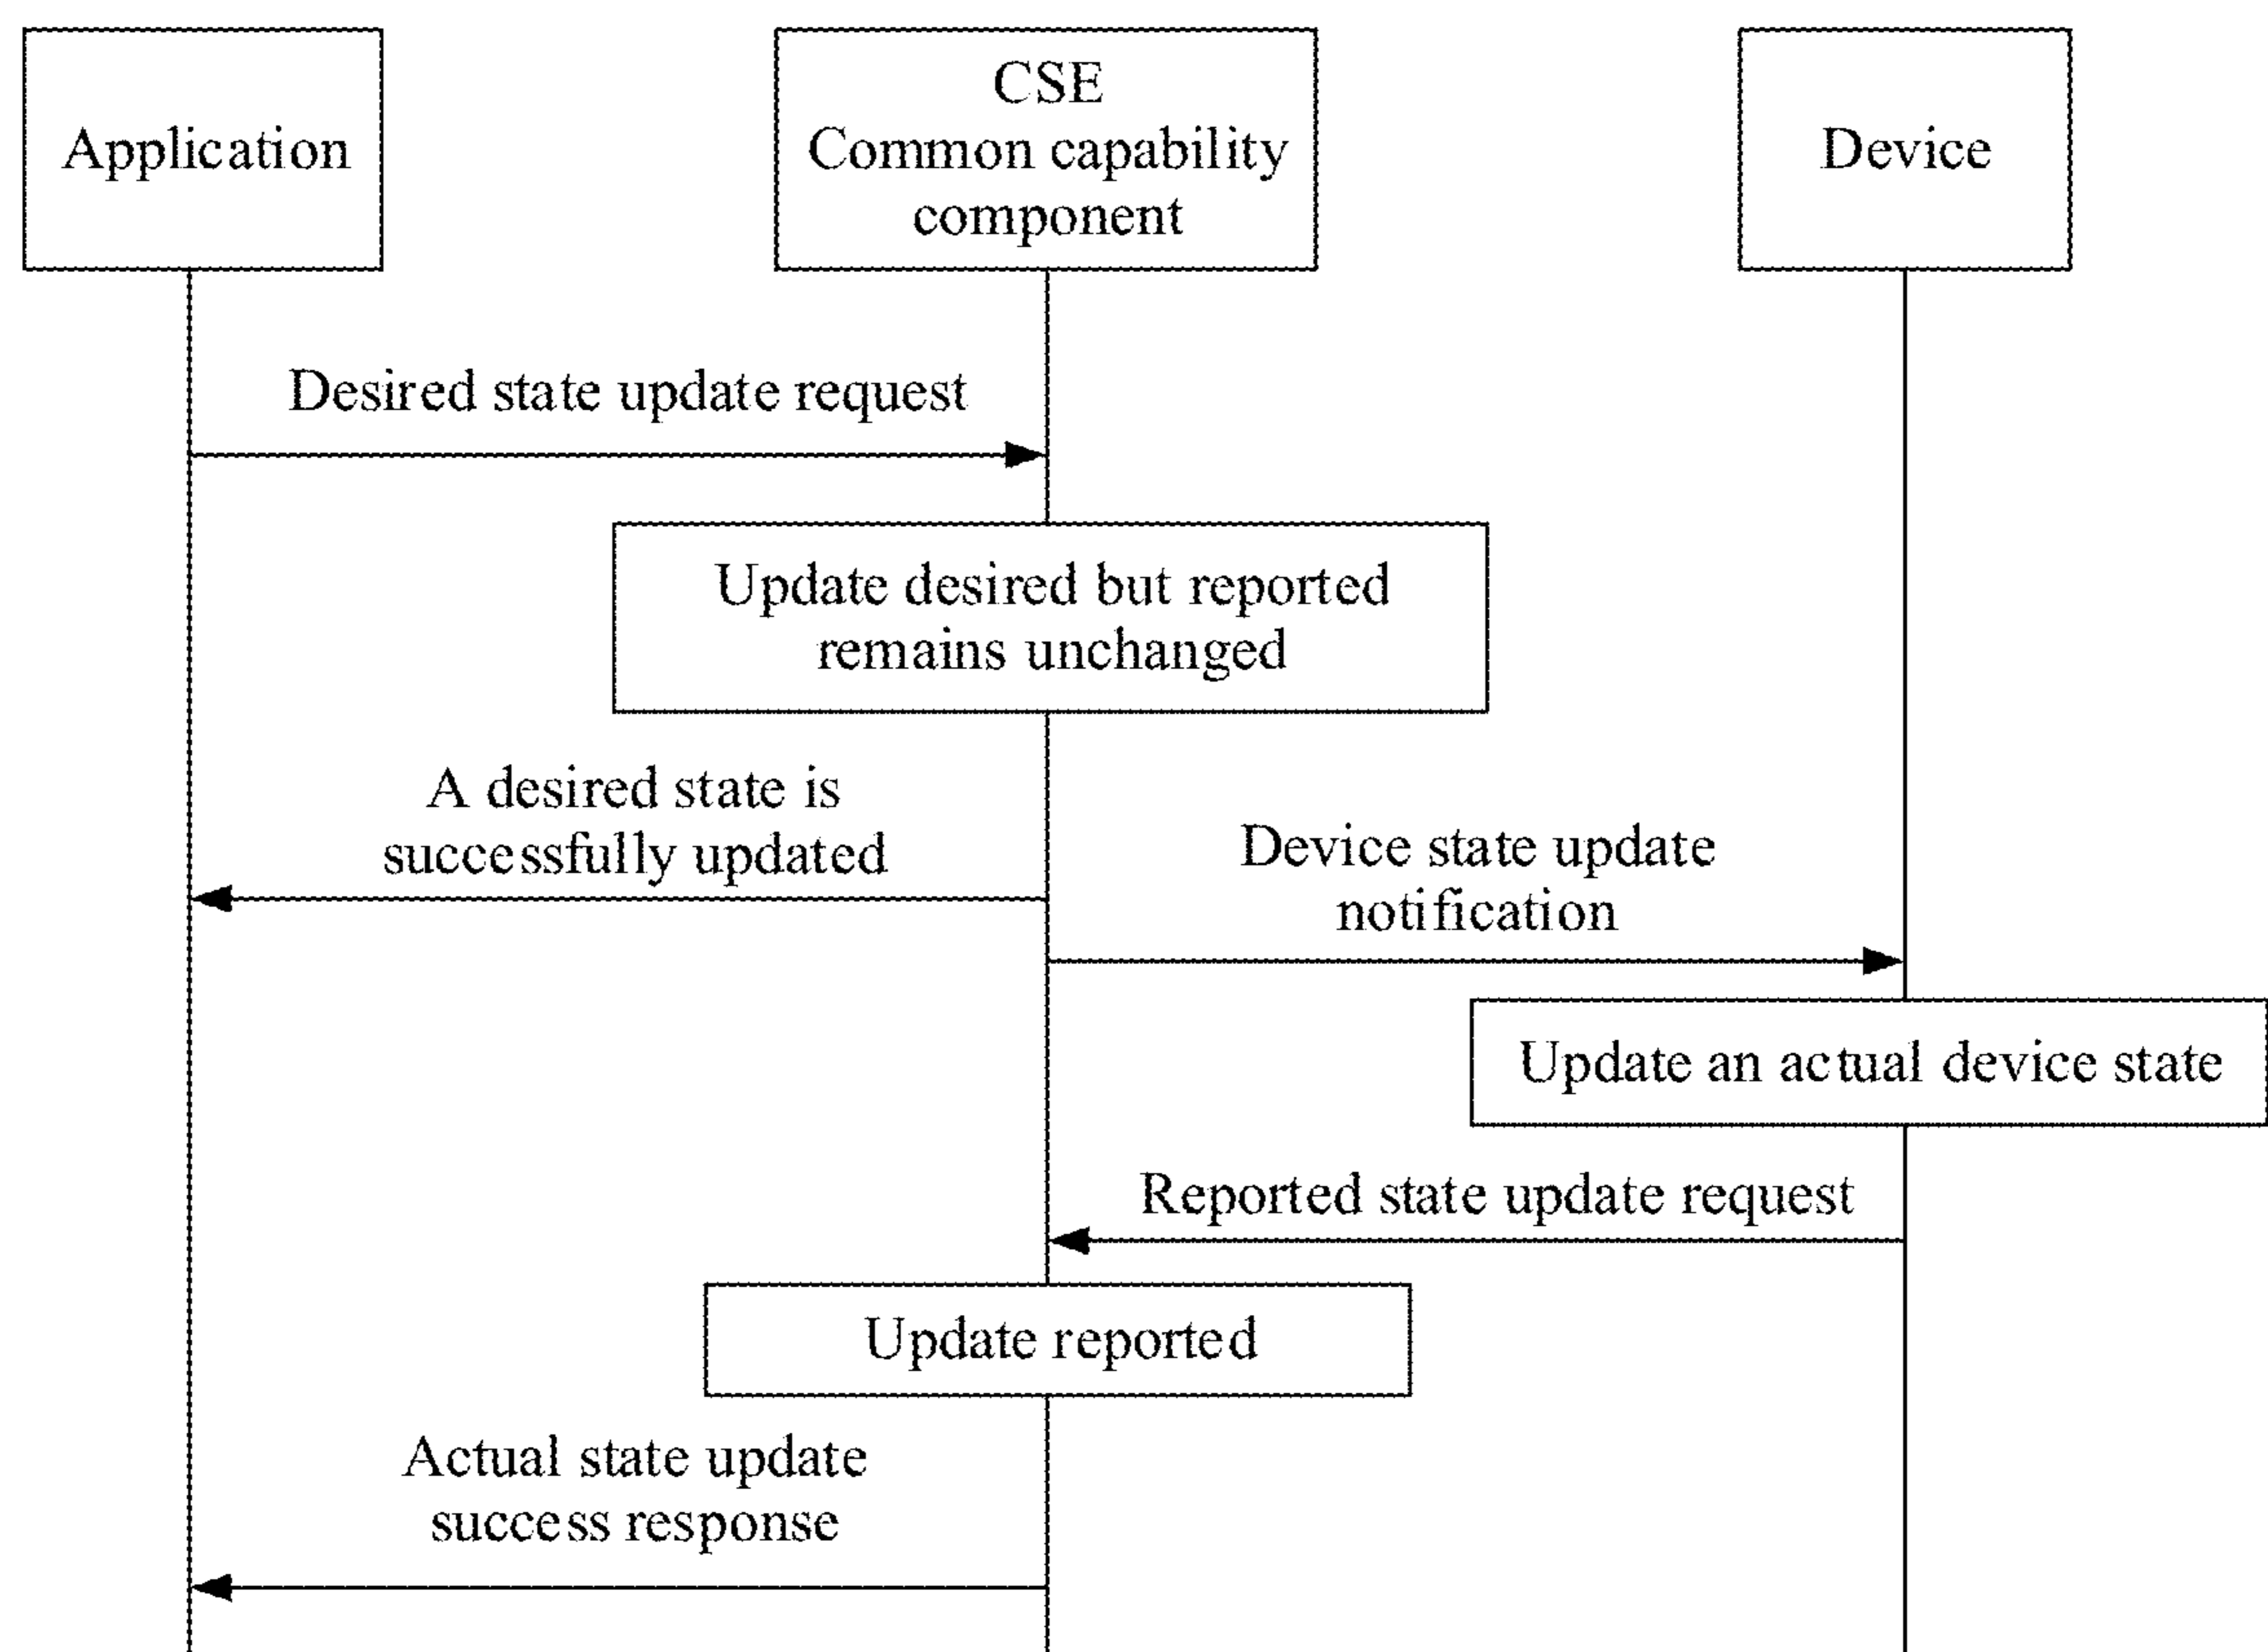 Application
CSE
Common capability
component
Device
Desired state update request
Update desired but reported
remains unchanged
A desired state is
successfully updated
Device state update
notification
Update an actual device state
Reported state update request
Update reported
Actual state update
success response